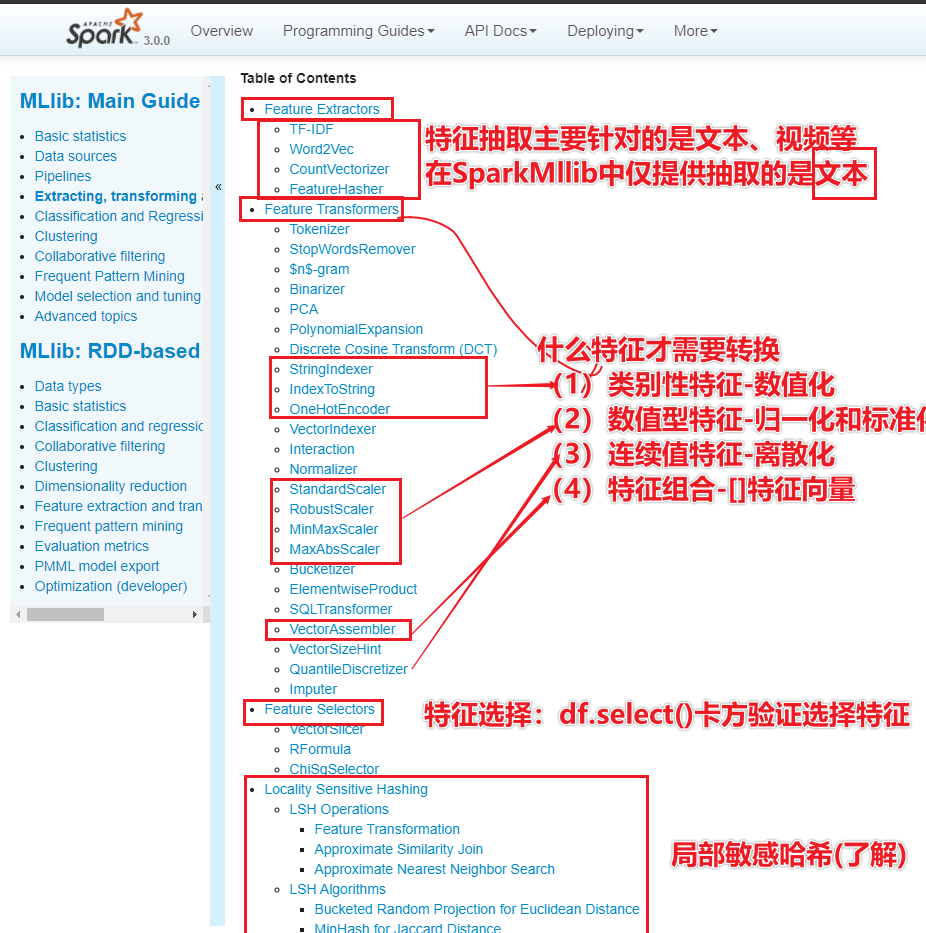 APACHE
Spark 3.0.0 Overview Programming Guides API Docs Deploying More
MLlib: Main Guide
Basic statistics
Data sources
Pipelines
Extracting, transforming
Classification and Regressi
Clustering
Collaborative filtering
Frequent Pattern Mining
Model selection and tuning
Advanced topics
MLlib: RDD-based
Data types
Basic statistics
Classification and regressic
Collaborative filtering
Clustering
Dimensionality reduction
Feature extraction and tran
Frequent pattern mining
Evaluation metrics
PMML model export
Optimization (developer)
«
Table of Contents
Feature Extractors
TF-IDF
Word2Vec
CountVectorizer
FeatureHasher
特征抽取主要针对的是文本、视频等
在SparkMllib中仅提供抽取的是文本
Feature Transformers
Tokenizer
StopWordsRemover
$n$-gram
Binarizer
PCA
PolynomialExpansion
Discrete Cosine Transform (DCT)
StringIndexer
IndexToString
OneHotEncoder
VectorIndexer
Interaction
Normalizer
StandardScaler
RobustScaler
MinMaxScaler
MaxAbsScaler
Bucketizer
ElementwiseProduct
SQLTransformer
VectorAssembler
VectorSizeHint
QuantileDiscretizer
Imputer
什么特征才需要转换
（1）类别性特征-数值化
（2）数值型特征-归一化和标准化
（3）连续值特征-离散化
（4）特征组合-[]特征向量
Feature Selectors
VectorSlicer
RFormula
ChiSqSelector
特征选择：df.select()卡方验证选择特征
Locality Sensitive Hashing
LSH Operations
Feature Transformation
Approximate Similarity Join
Approximate Nearest Neighbor Search
LSH Algorithms
Bucketed Random Projection for Euclidean Distance
MinHash for Jaccard Distance
局部敏感哈希(了解)